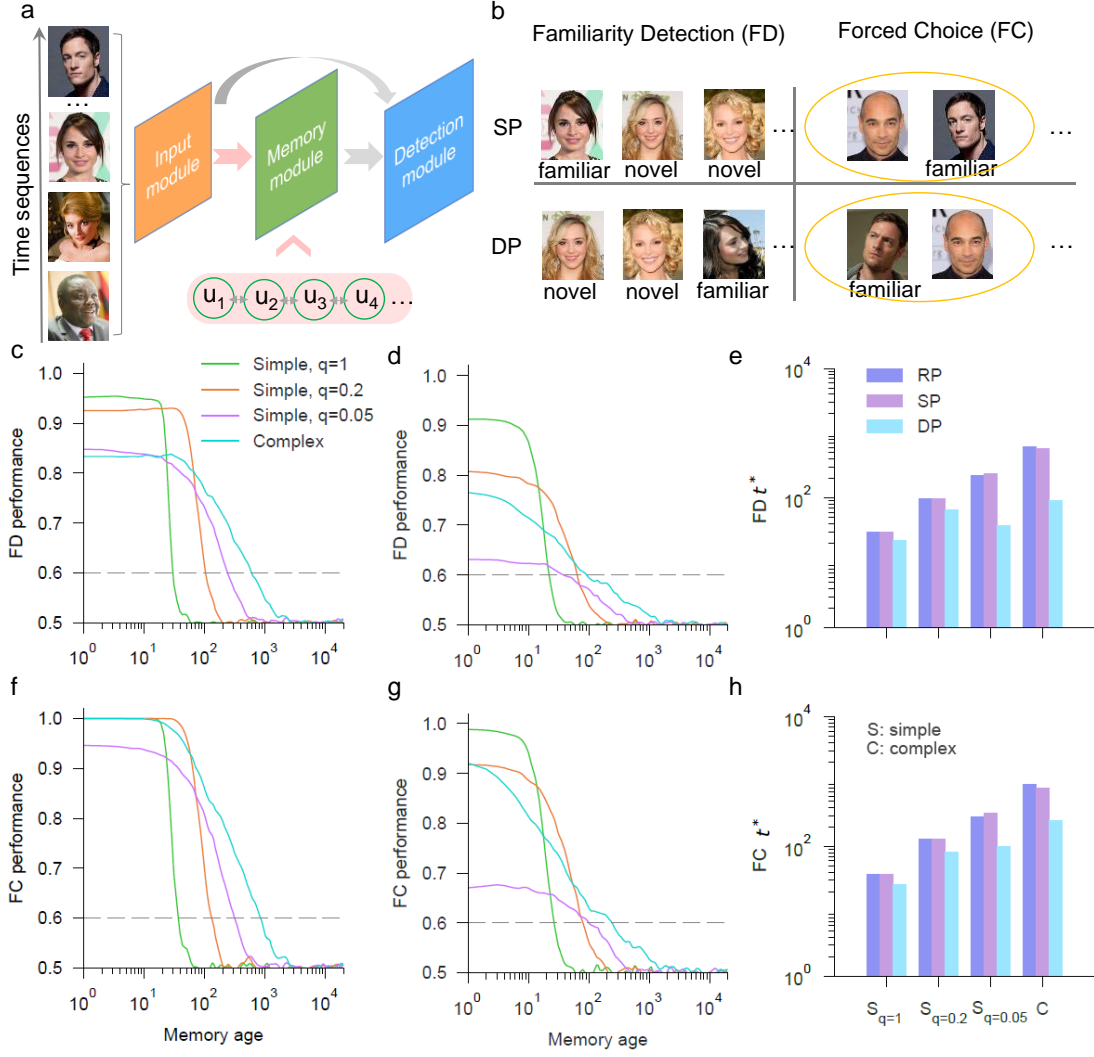 a
Time sequences
...
Input module
Memory module
Detection module
u1 u2 u3 u4 ...
b
Familiarity Detection (FD)
Forced Choice (FC)
SP
familiar
novel
novel
...
familiar
...
DP
novel
novel
familiar
...
familiar
...
c
1.0
0.9
0.8
0.7
0.6
0.5
FD performance
Simple, q=1
Simple, q=0.2
Simple, q=0.05
Complex
10^0 10^1 10^2 10^3 10^4
d
1.0
0.9
0.8
0.7
0.6
0.5
FD performance
10^0 10^1 10^2 10^3 10^4
e
10^4
10^2
10^0
FD t*
RP
SP
DP
f
1.0
0.9
0.8
0.7
0.6
0.5
FC performance
10^0 10^1 10^2 10^3 10^4
Memory age
g
1.0
0.9
0.8
0.7
0.6
0.5
FC performance
10^0 10^1 10^2 10^3 10^4
Memory age
h
10^4
10^2
10^0
FC t*
S: simple
C: complex
S_q=1 S_q=0.2 S_q=0.05 C